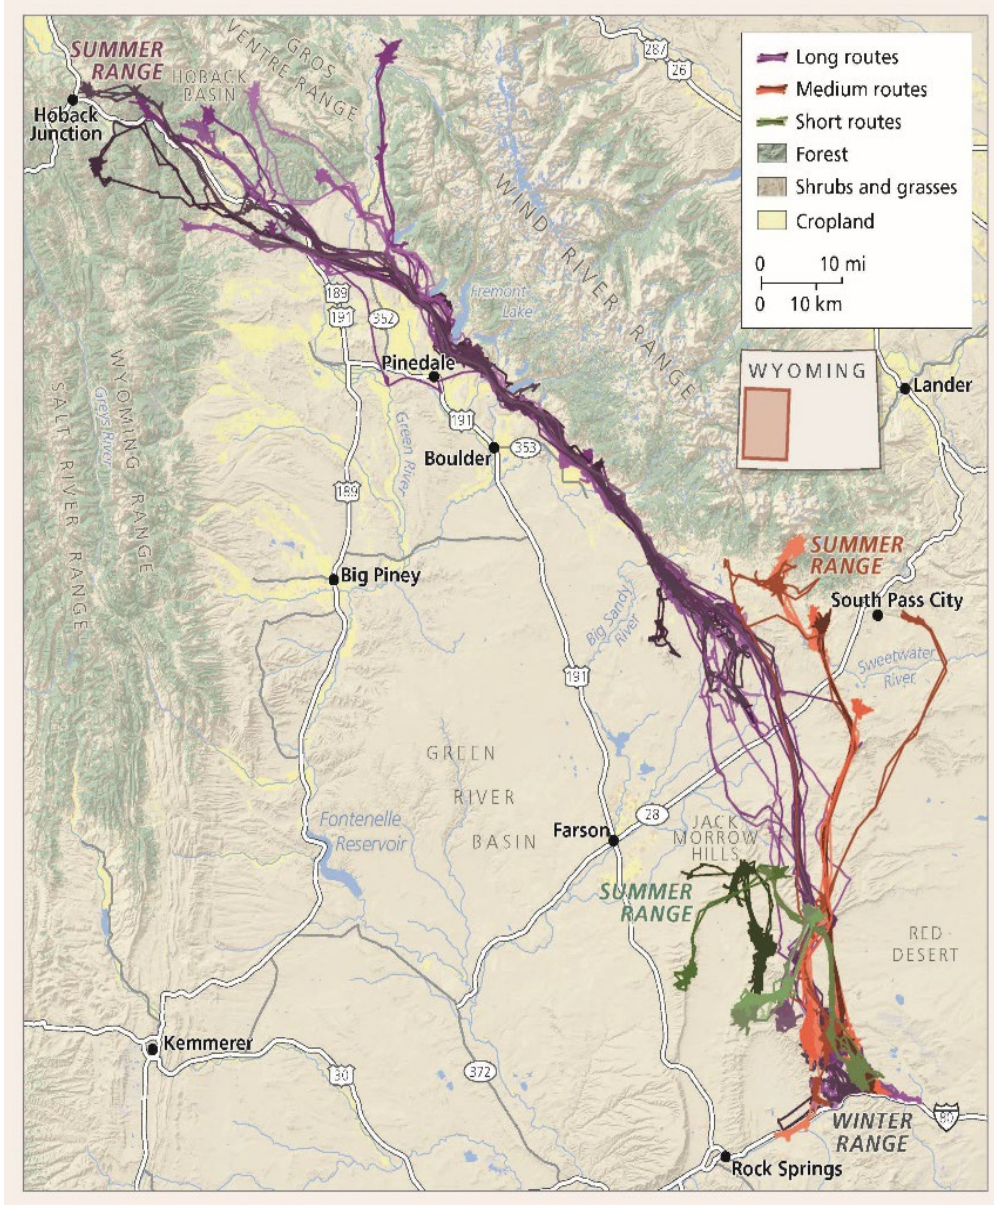 SUMMER
RANGE
HOBACK
BASIN
GROS
VENTRE RANGE
Hoback
Junction
287
26
Long routes
Medium routes
Short routes
Forest
Shrubs and grasses
Cropland
0 10 mi
0 10 km
WIND RIVER RANGE
Fremont
Lake
189
191
352
Pinedale
WYOMING
Lander
191
353
Boulder
Green River
WYOMING RANGE
SALT RIVER RANGE
Greys River
189
Big Piney
SUMMER
RANGE
South Pass City
Big Sandy
River
Sweetwater
River
191
GREEN
RIVER
BASIN
Fontenelle
Reservoir
Farson
28
JACK
MORROW
HILLS
SUMMER
RANGE
RED
DESERT
Kemmerer
30
372
WINTER
RANGE
80
Rock Springs